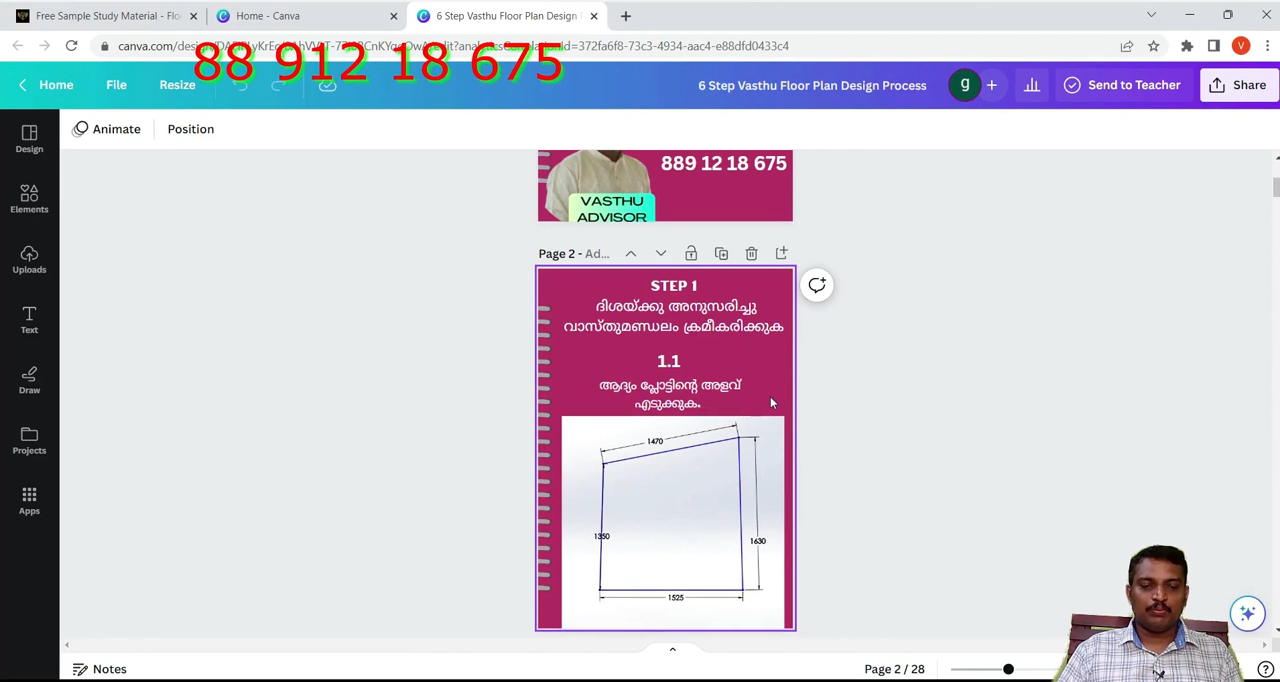 Free Sample Study Material - Flo
Home - Canva
6 Step Vasthu Floor Plan Design
88 912 18 675
Home
File
Resize
6 Step Vasthu Floor Plan Design Process
g
Send to Teacher
Share
V
Animate
Position
Design
Elements
Uploads
Text
Draw
Projects
Apps
889 12 18 675
VASTHU
ADVISOR
Page 2 - Ad...
STEP 1
ദിശയ്ക്കു അനുസരിച്ചു
വാസ്തുമണ്ഡലം ക്രമീകരിക്കുക
1.1
ആദ്യം പ്ലോട്ടിന്റെ അളവ്
എടുക്കുക.
1470
1350
1630
1525
Notes
Page 2 / 28